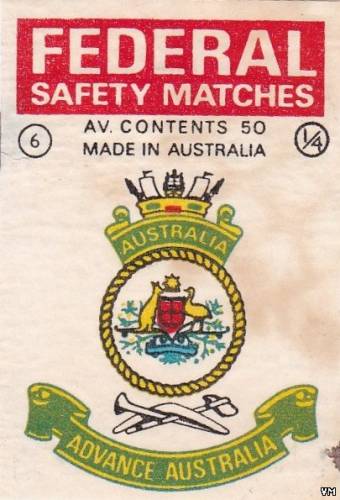 FEDERAL
SAFETY MATCHES
AV. CONTENTS 50
6
1/4
MADE IN AUSTRALIA
AUSTRALIA
ADVANCE AUSTRALIA
VM